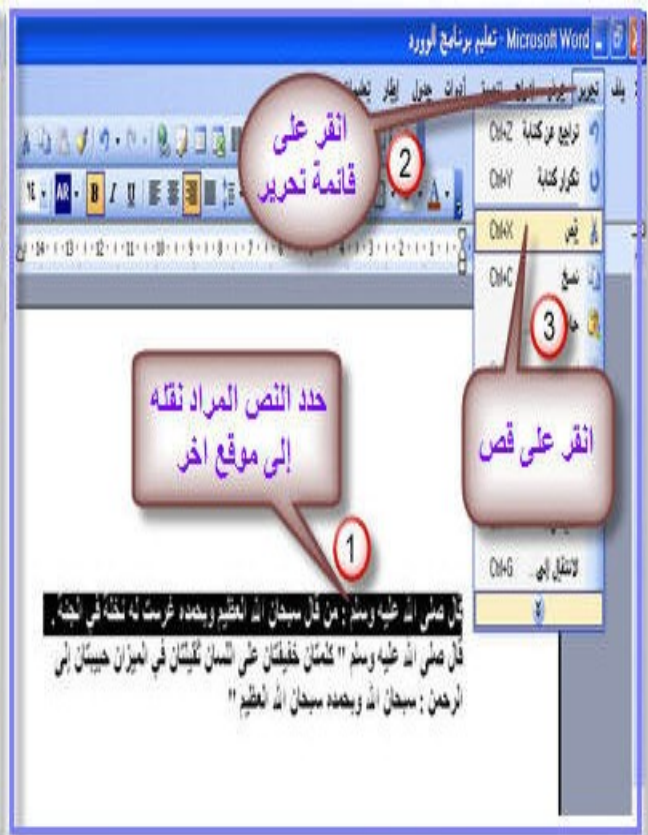 تعليم برنامج الوورد - Microsoft Word
ملف تحرير أدوات جدول إطار
تراجع عن كتابة Ctrl+Z
تكرار كتابة Ctrl+Y
قص Ctrl+X
نسخ Ctrl+C
الانتقال إلى... Ctrl+G
انقر على
قائمة تحرير
2
3
انقر على قص
حدد النص المراد نقله
إلى موقع اخر
1
قال صلى الله عليه وسلم : من قال سبحان الله العظيم وبحمده غرست له نخلة في الجنة .
قال صلى الله عليه وسلم " كلمتان خفيفتان على اللسان ثقيلتان في الميزان حبيبتان إلى
الرحمن : سبحان الله وبحمده سبحان الله العظيم "